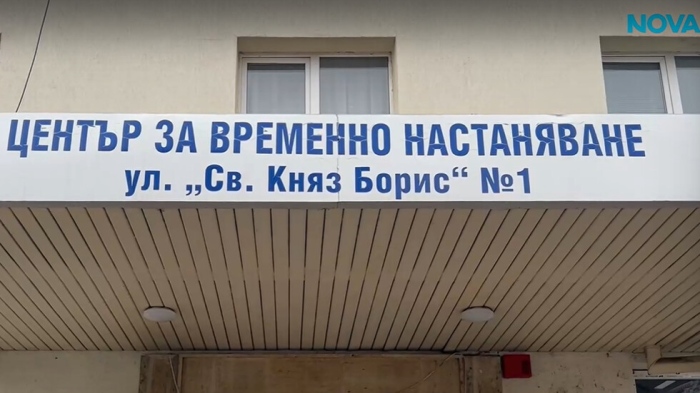 NOVA
ЦЕНТЪР ЗА ВРЕМЕННО НАСТАНЯВАНЕ
ул. „Св. Княз Борис“ №1